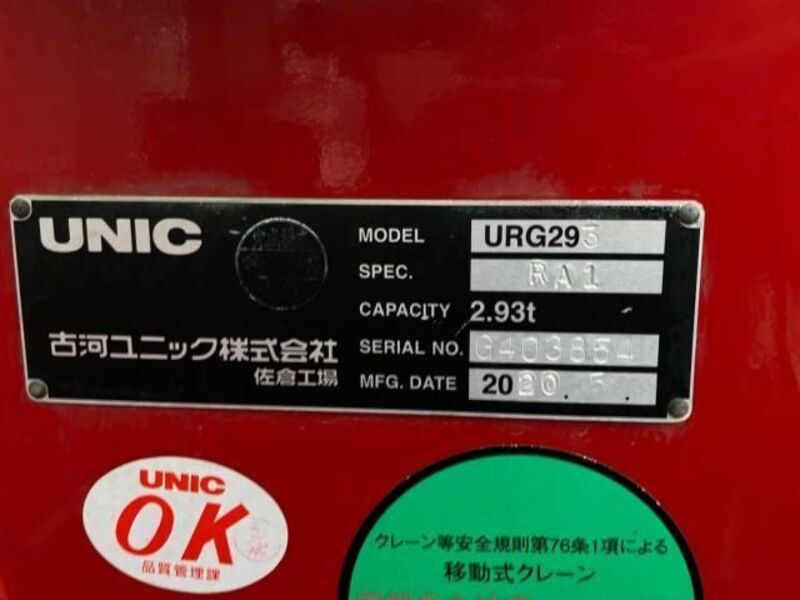 UNIC
MODEL URG293
SPEC. RA1
CAPACITY 2.93t
古河ユニック株式会社
佐倉工場
SERIAL NO. G403854
MFG. DATE 2020. 5.
UNIC
OK
品質管理課
クレーン等安全規則第76条1項による
移動式クレーン